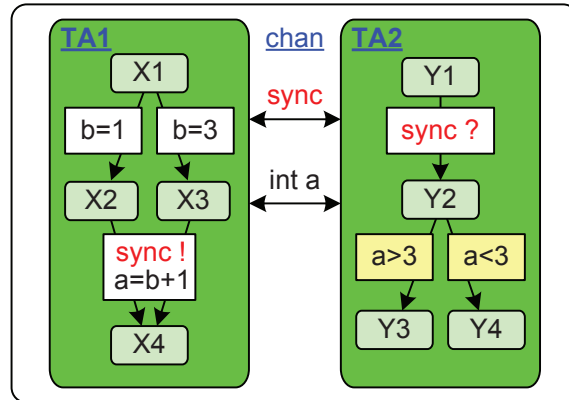 TA1
X1
b=1
b=3
X2
X3
sync !
a=b+1
X4
chan
sync
int a
TA2
Y1
sync ?
Y2
a>3
a<3
Y3
Y4